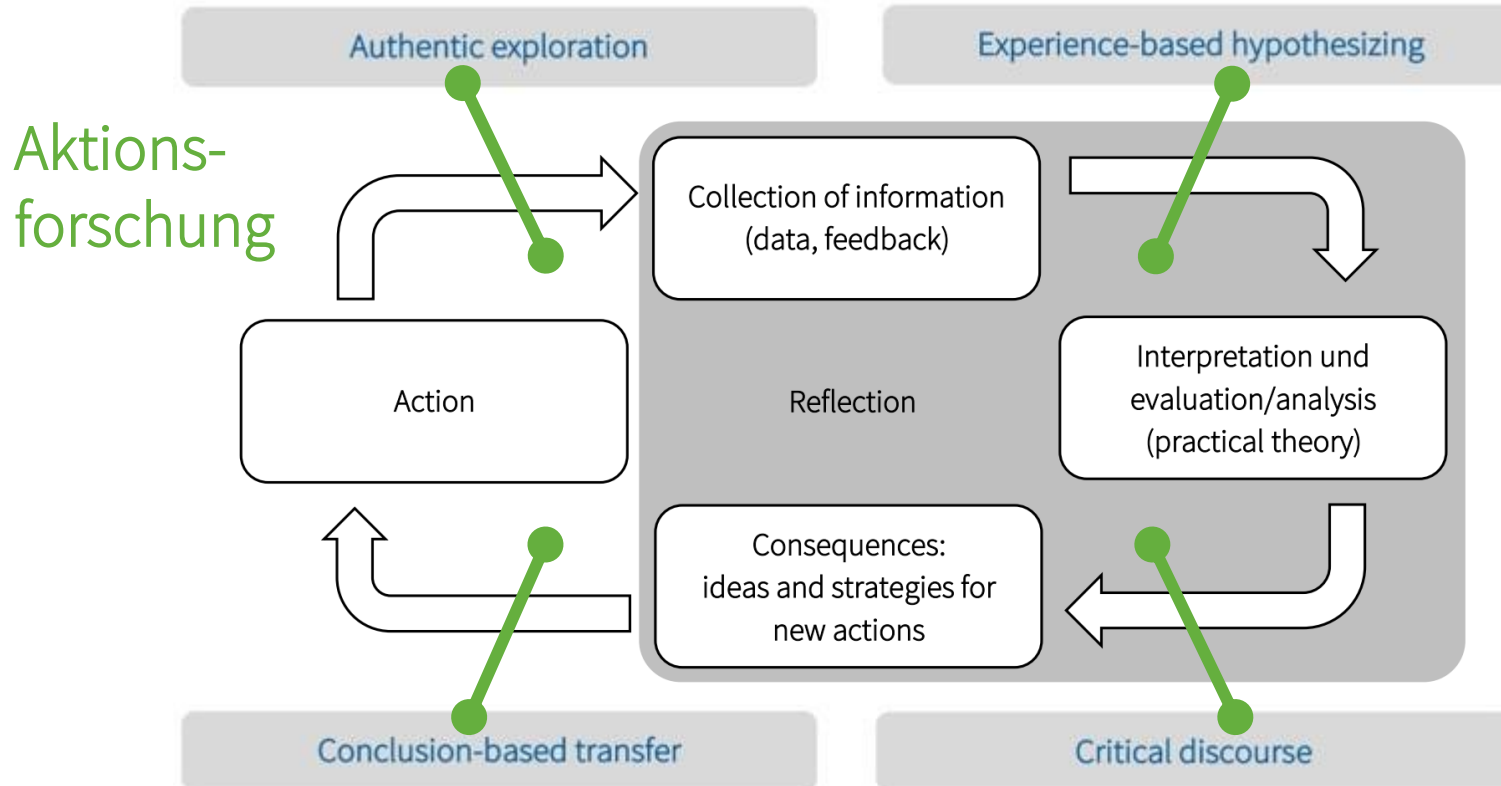 Authentic exploration
Experience-based hypothesizing
Aktions-
forschung
Collection of information
(data, feedback)
Action
Reflection
Interpretation und
evaluation/analysis
(practical theory)
Consequences:
ideas and strategies for
new actions
Conclusion-based transfer
Critical discourse